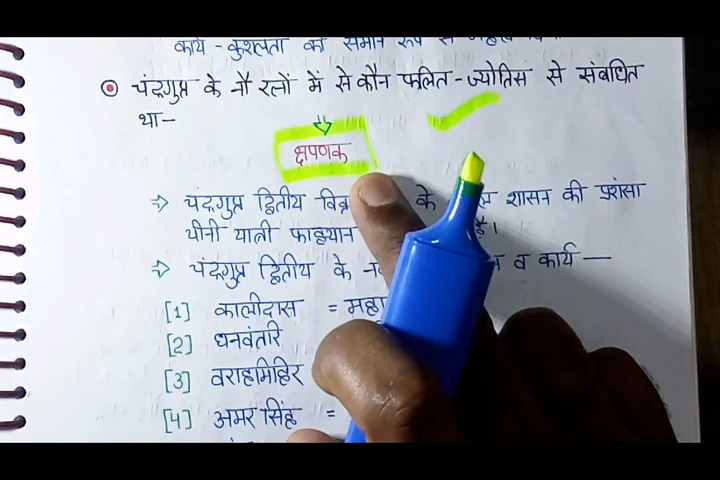 कार्य - कुशलता को समान रूप से
चंद्रगुप्त के नौ रत्नों में से कौन फलित - ज्योतिस से संबधित
था -
क्षपणक
⇒ चंद्रगुप्त द्वितीय के शासन की प्रशंसा
चीनी यात्री फाह्यान है।
⇒ चंद्रगुप्त द्वितीय के व कार्य —
[1] कालीदास =
[2] धनवंतरि
[3] वराहमिहिर
[4] अमर सिंह =